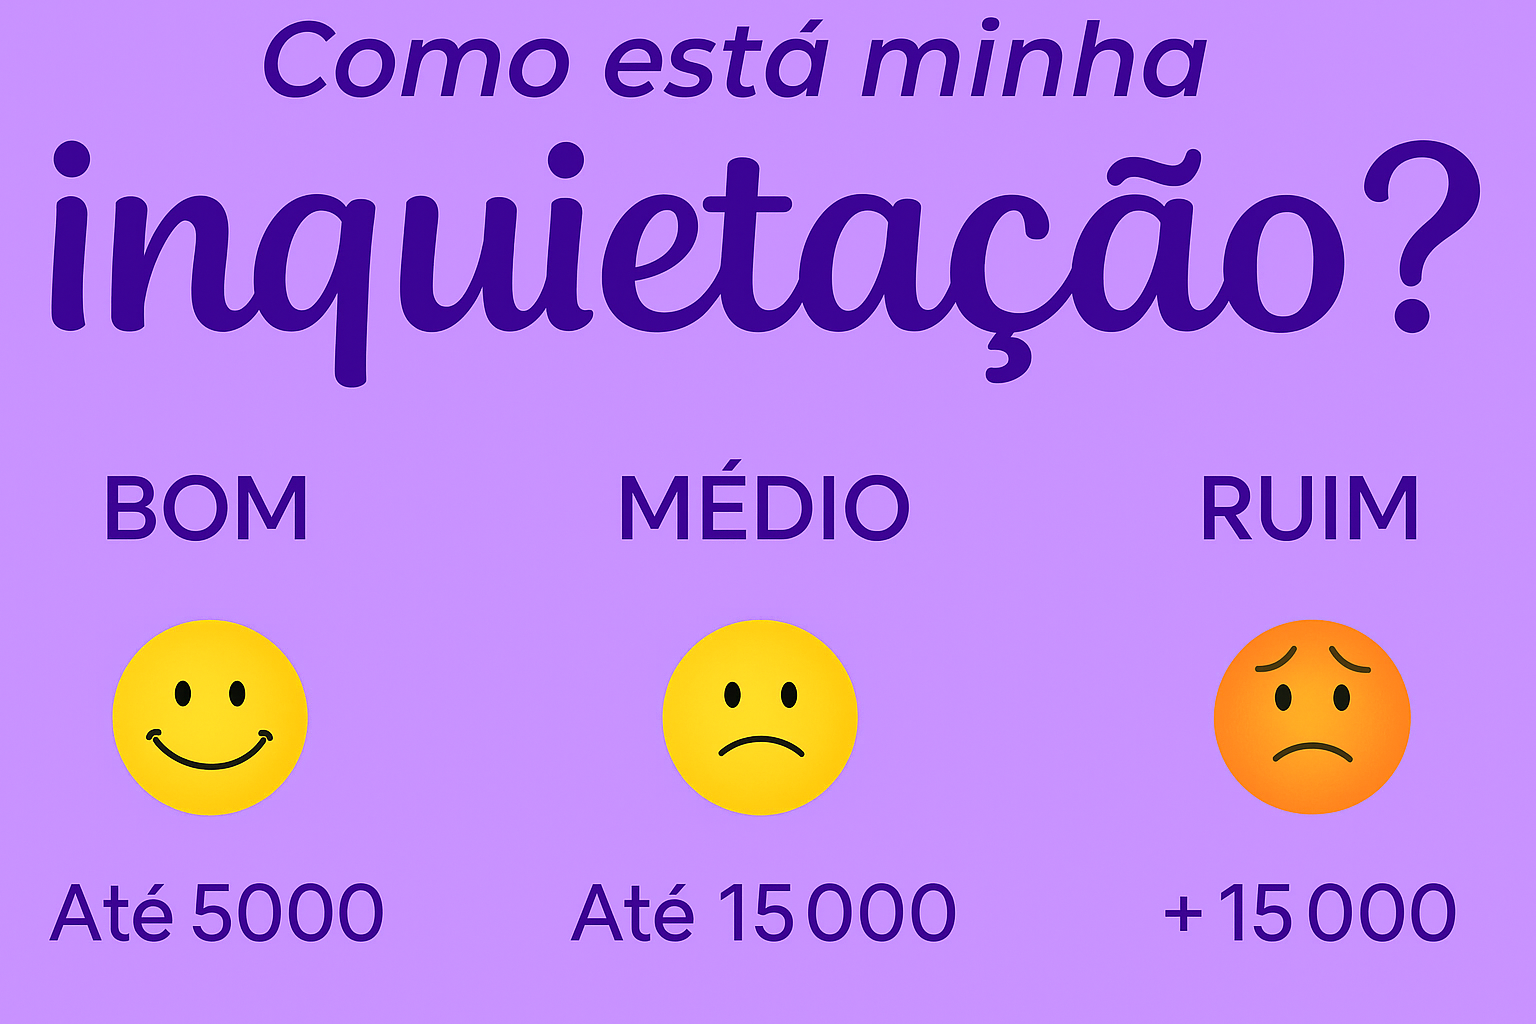 Como está minha
inquietação?
BOM MÉDIO RUIM
Até 5000 Até 15000 +15000